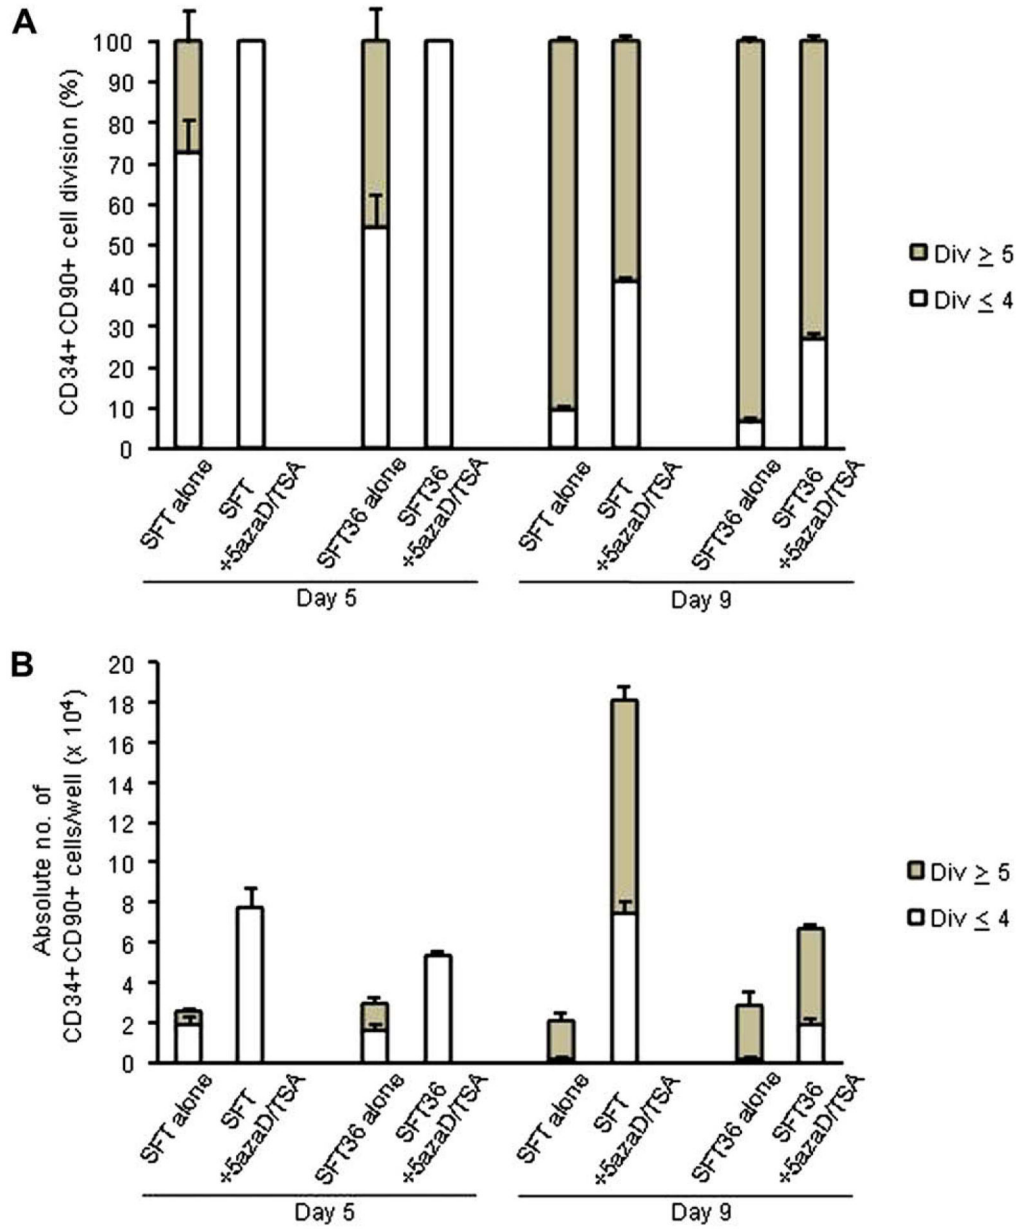 A
CD34+CD90+ cell division (%)
100
90
80
70
60
50
40
30
20
10
0
SFT alone
SFT
+5azaD/TSA
SFT36 alone
SFT36
+5azaD/TSA
SFT alone
SFT
+5azaD/TSA
SFT36 alone
SFT36
+5azaD/TSA
Day 5
Day 9
Div ≥ 5
Div ≤ 4
B
Absolute no. of
CD34+CD90+ cells/well (x 10⁴)
20
18
16
14
12
10
8
6
4
2
0
SFT alone
SFT
+5azaD/TSA
SFT36 alone
SFT36
+5azaD/TSA
SFT alone
SFT
+5azaD/TSA
SFT36 alone
SFT36
+5azaD/TSA
Day 5
Day 9
Div ≥ 5
Div ≤ 4